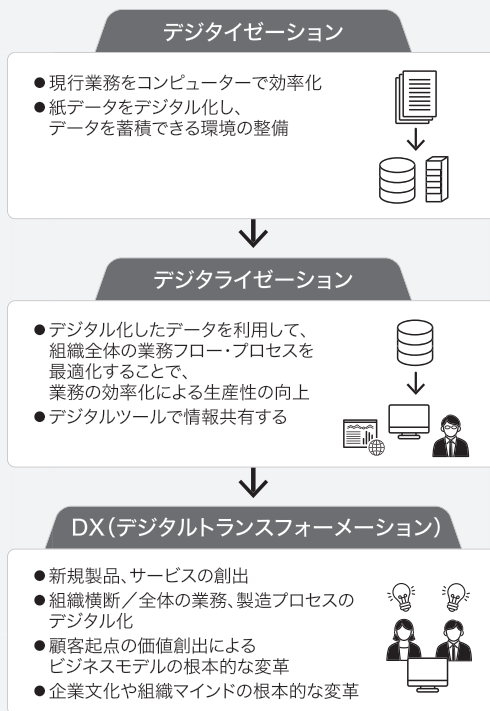 デジタイゼーション
●現行業務をコンピューターで効率化
●紙データをデジタル化し、
データを蓄積できる環境の整備
デジタライゼーション
●デジタル化したデータを利用して、
組織全体の業務フロー・プロセスを
最適化することで、
業務の効率化による生産性の向上
●デジタルツールで情報共有する
DX（デジタルトランスフォーメーション）
●新規製品、サービスの創出
●組織横断／全体の業務、製造プロセスの
デジタル化
●顧客起点の価値創出による
ビジネスモデルの根本的な変革
●企業文化や組織マインドの根本的な変革